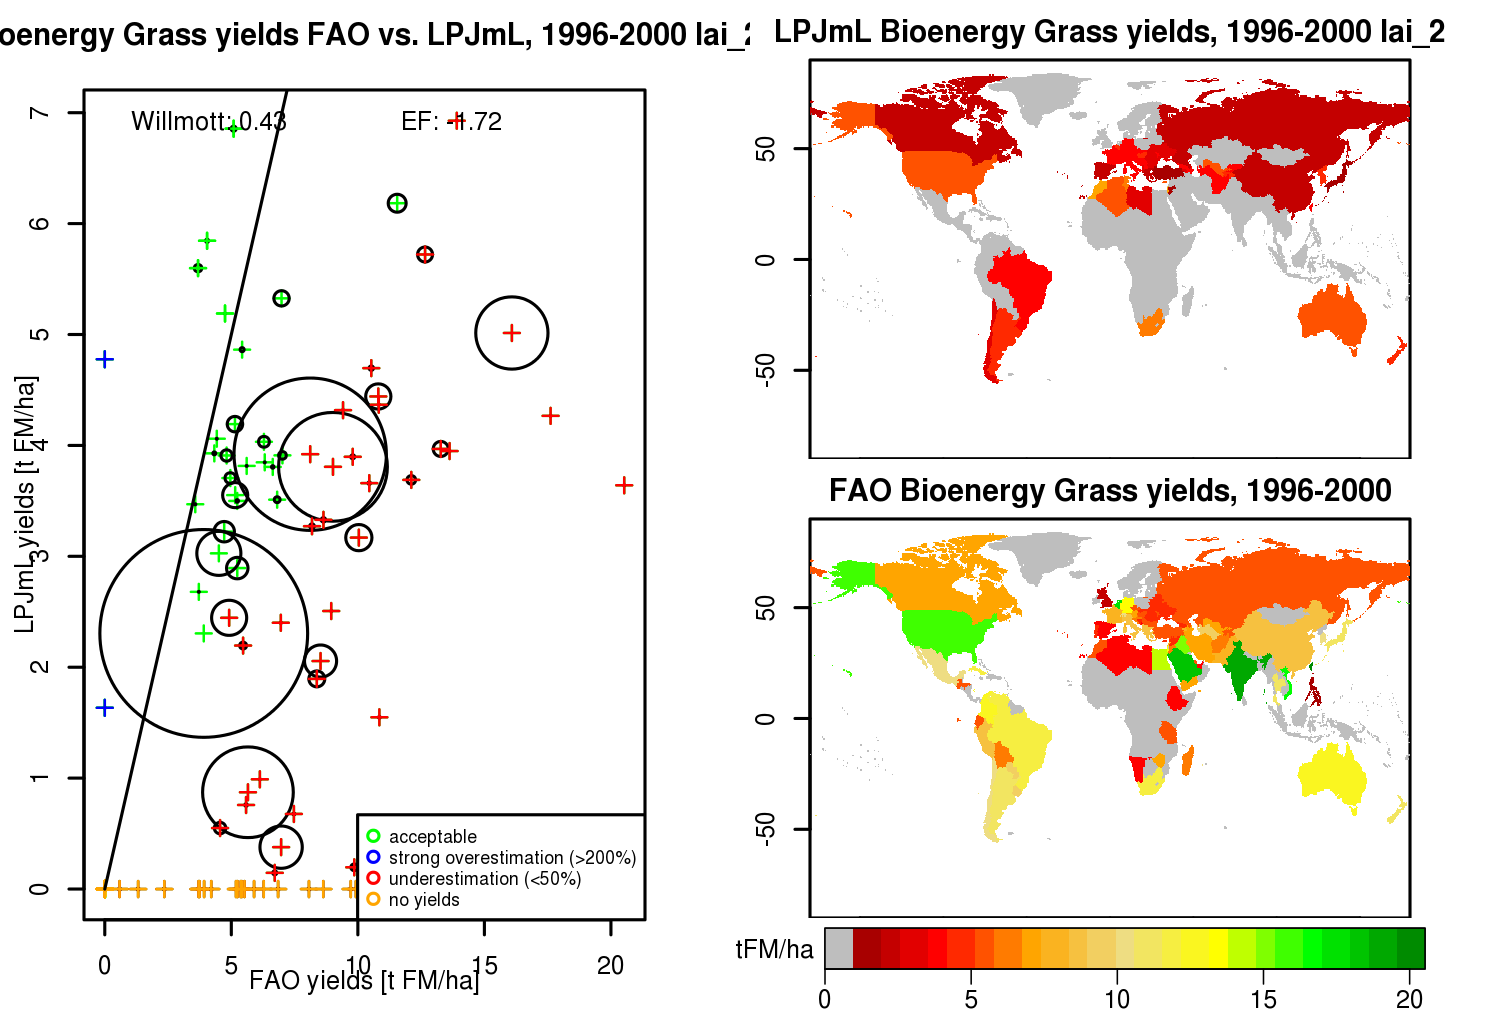 oenergy Grass yields FAO vs. LPJmL, 1996-2000 lai_2
Willmott: 0.43
EF: -1.72
7
6
5
4
3
2
1
0
LPJmL yields [t FM/ha]
0
5
10
15
20
FAO yields [t FM/ha]
acceptable
strong overestimation (>200%)
underestimation (<50%)
no yields
LPJmL Bioenergy Grass yields, 1996-2000 lai_2
50
0
-50
FAO Bioenergy Grass yields, 1996-2000
50
0
-50
tFM/ha
0
5
10
15
20